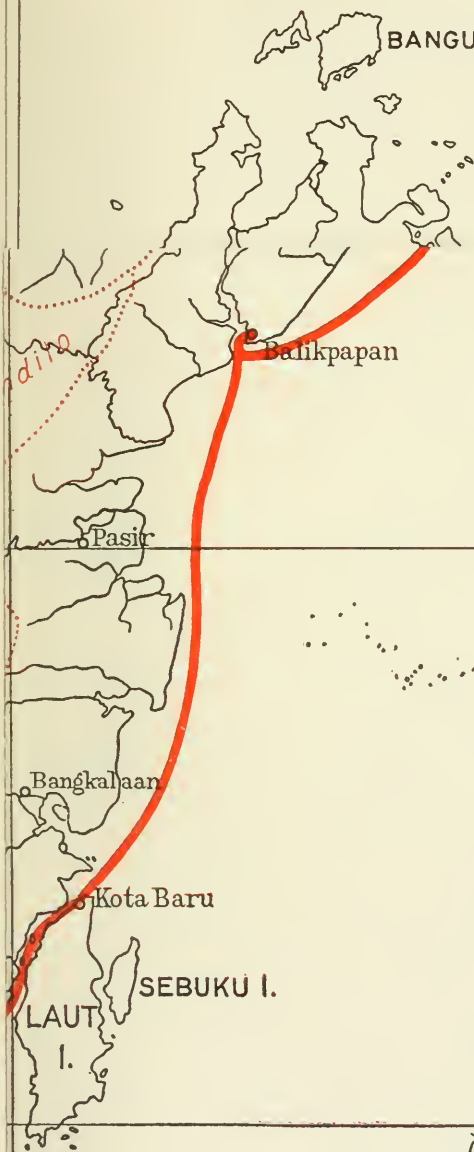 BANGU
Balikpapan
Pasir
Bangkalaan
Kota Baru
SEBUKU I.
LAUT
I.